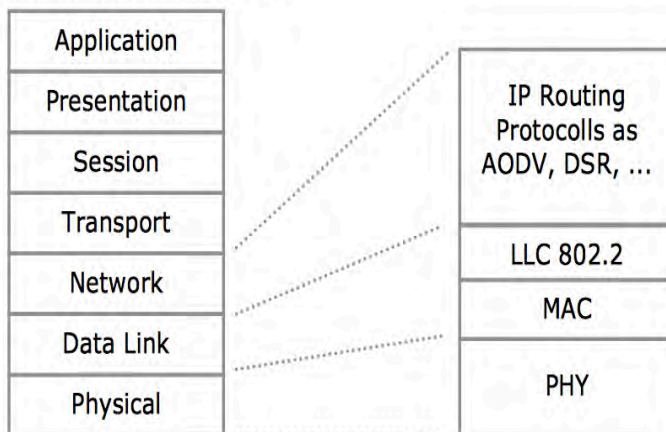 Application
Presentation
Session
Transport
Network
Data Link
Physical
IP Routing
Protocolls as
AODV, DSR, ...
LLC 802.2
MAC
PHY